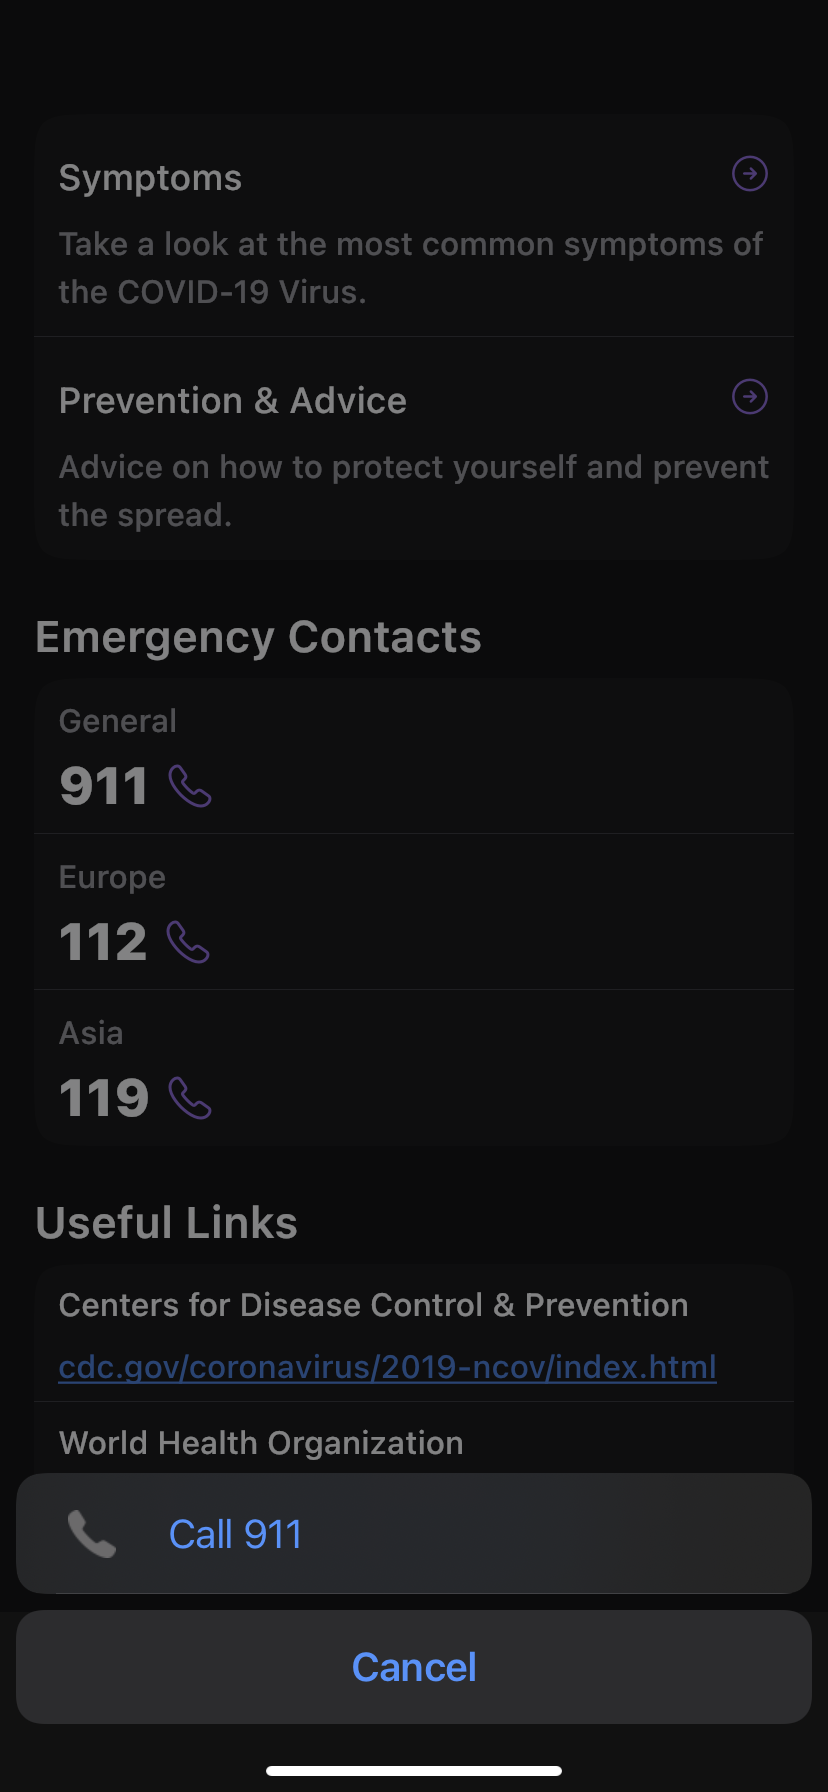 Symptoms
Take a look at the most common symptoms of
the COVID-19 Virus.
Prevention & Advice
Advice on how to protect yourself and prevent
the spread.
Emergency Contacts
General
911
Europe
112
Asia
119
Useful Links
Centers for Disease Control & Prevention
cdc.gov/coronavirus/2019-ncov/index.html
World Health Organization
Call 911
Cancel